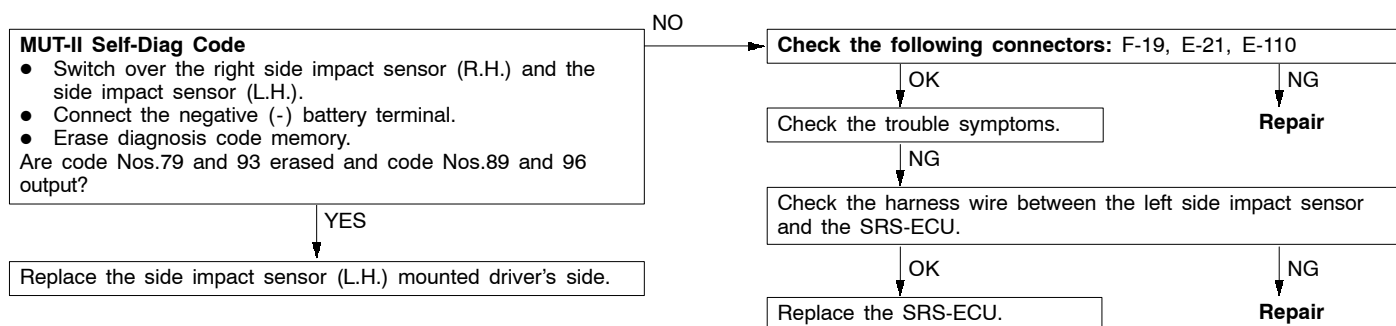 MUT-II Self-Diag Code
● Switch over the right side impact sensor (R.H.) and the
side impact sensor (L.H.).
● Connect the negative (-) battery terminal.
● Erase diagnosis code memory.
Are code Nos.79 and 93 erased and code Nos.89 and 96
output?
NO
YES
Replace the side impact sensor (L.H.) mounted driver's side.
Check the following connectors: F-19, E-21, E-110
OK
NG
Check the trouble symptoms.
Repair
NG
Check the harness wire between the left side impact sensor
and the SRS-ECU.
OK
NG
Replace the SRS-ECU.
Repair